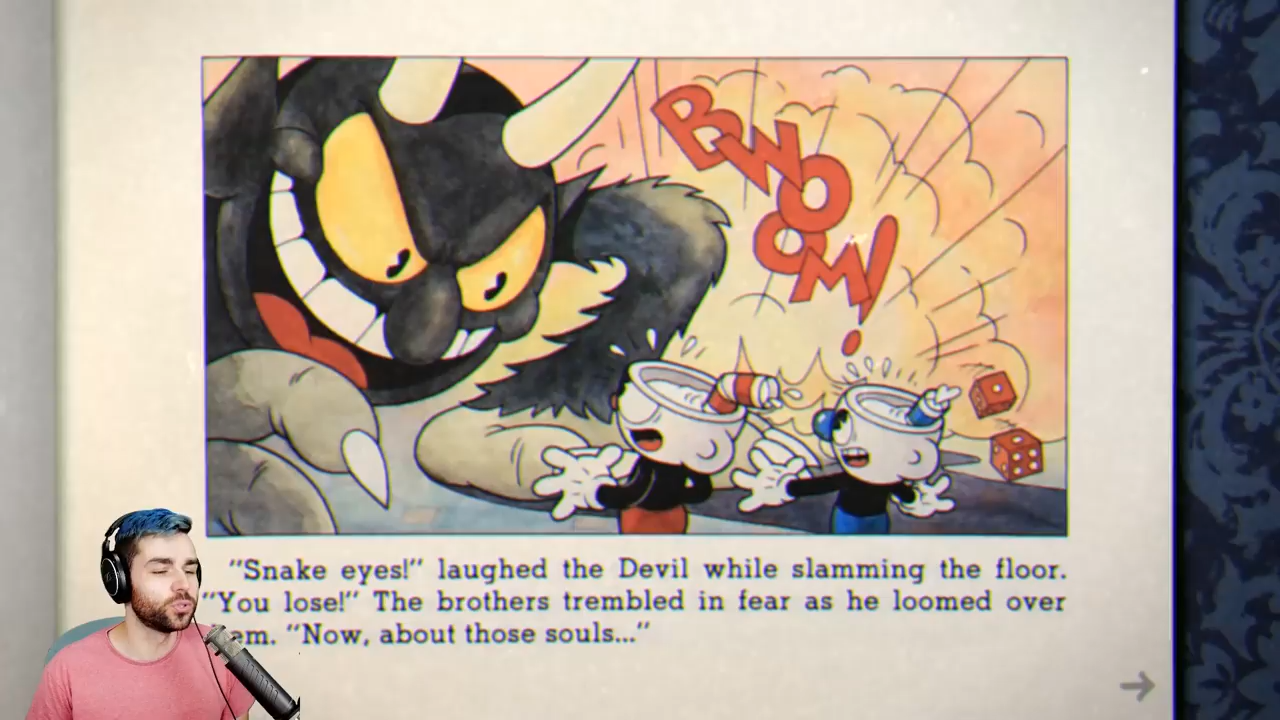 BWOOM!
"Snake eyes!" laughed the Devil while slamming the floor.
"You lose!" The brothers trembled in fear as he loomed over
em. "Now, about those souls..."